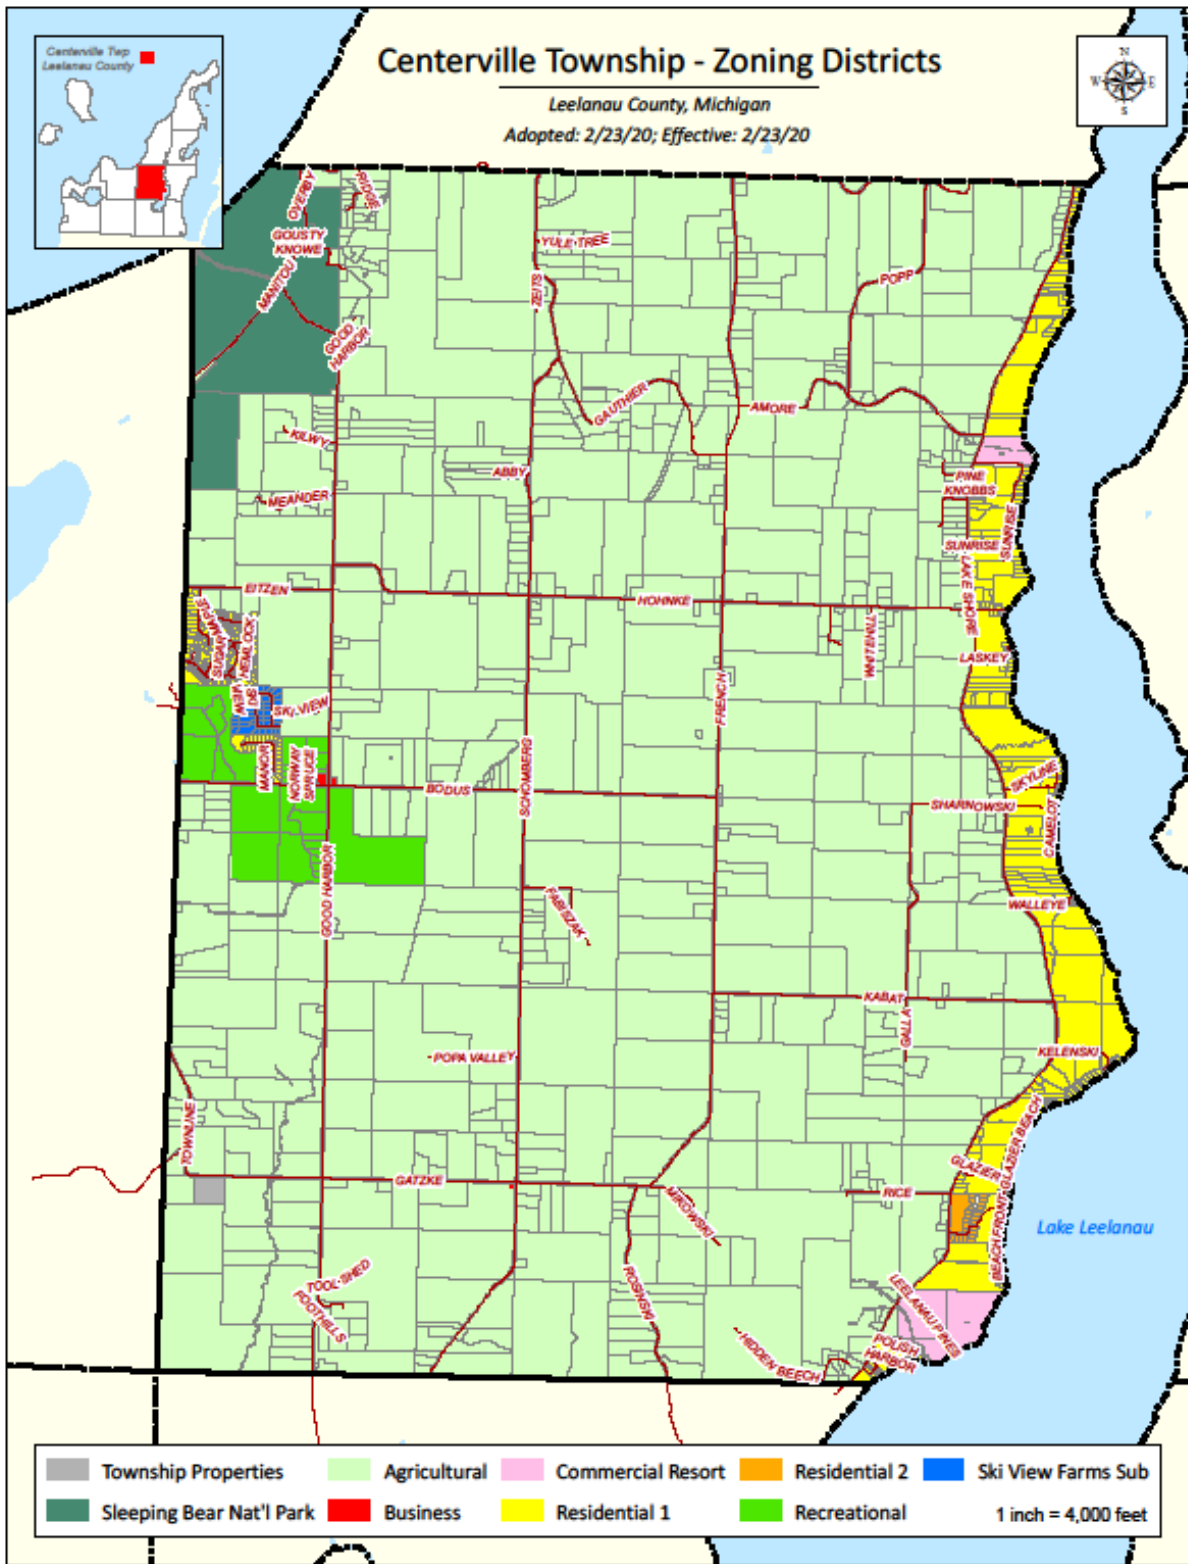 Centerville Twp
Leelanau County
Centerville Township - Zoning Districts
Leelanau County, Michigan
Adopted: 2/23/20; Effective: 2/23/20
N
W E
S
OVERBY
RIDGE
GOUSTY
KNOWE
MANITOU
GOOD
HARBOR
YULE TREE
ZEITS
POPP
GAUTHIER
AMORE
KILWY
ABBY
MEANDER
PINE
KNOBBS
SUNRISE
SUNRISE
LAKE SHORE
EITZEN
HOHNKE
SUGAR MAPLE
HEMLOCK
WHITEHILL
LASKEY
SKI VIEW
SKI VIEW
FRENCH
MANOR
NORWAY
SPRUCE
SCHOMBERG
BODUS
SKYLINE
SHARNOWSKI
CAMELOT
GOOD HARBOR
FABISZAK
WALLEYE
KABAT
GALLA
POPA VALLEY
KELENSKI
TOWNLINE
GLAZIER BEACH
GLAZIER
GATZKE
RICE
MIKOWSKI
BEACHFRONT
Lake Leelanau
TOOL SHED
FOOTHILLS
ROSINSKI
LEELANAU PINES
POLISH
HARBOR
HIDDEN BEECH
Township Properties
Agricultural
Commercial Resort
Residential 2
Ski View Farms Sub
Sleeping Bear Nat'l Park
Business
Residential 1
Recreational
1 inch = 4,000 feet